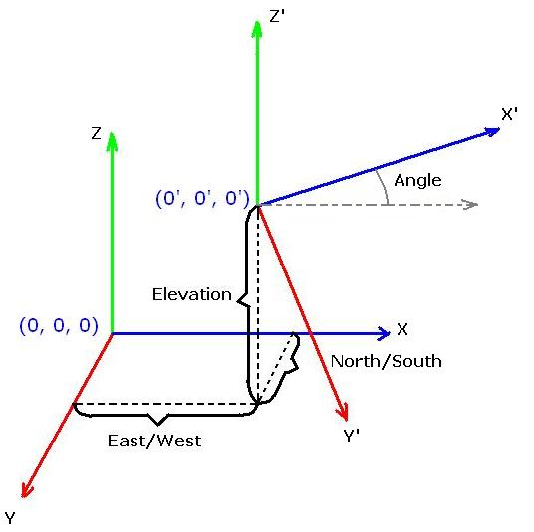 Z'
X'
Z
Angle
(0', 0', 0')
Elevation
(0, 0, 0)
X
North/South
East/West
Y'
Y